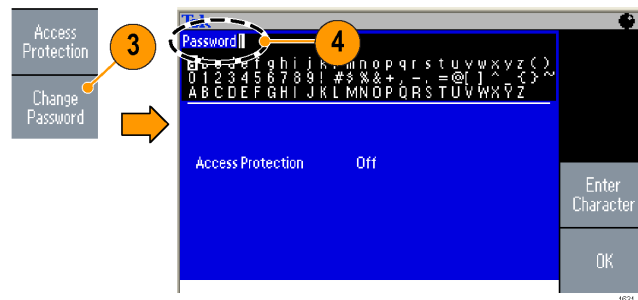 Access
Protection
3
Change
Password
Tek
Password
4
a b c d e f g h i j k l m n o p q r s t u v w x y z ( )
0 1 2 3 4 5 6 7 8 9 ! # $ % & + , - . = @ [ ] ^ _ { } ~
A B C D E F G H I J K L M N O P Q R S T U V W X Y Z
Access Protection Off
Enter
Character
OK